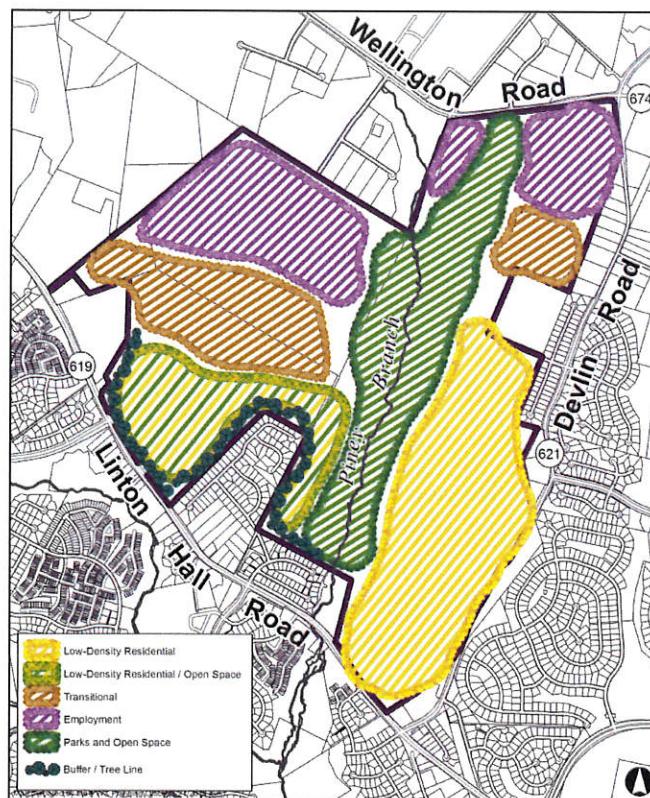 Wellington
Road
674
619
Piney Branch
Devlin Road
621
Linton
Hall
Road
Low-Density Residential
Low-Density Residential / Open Space
Transitional
Employment
Parks and Open Space
Buffer / Tree Line